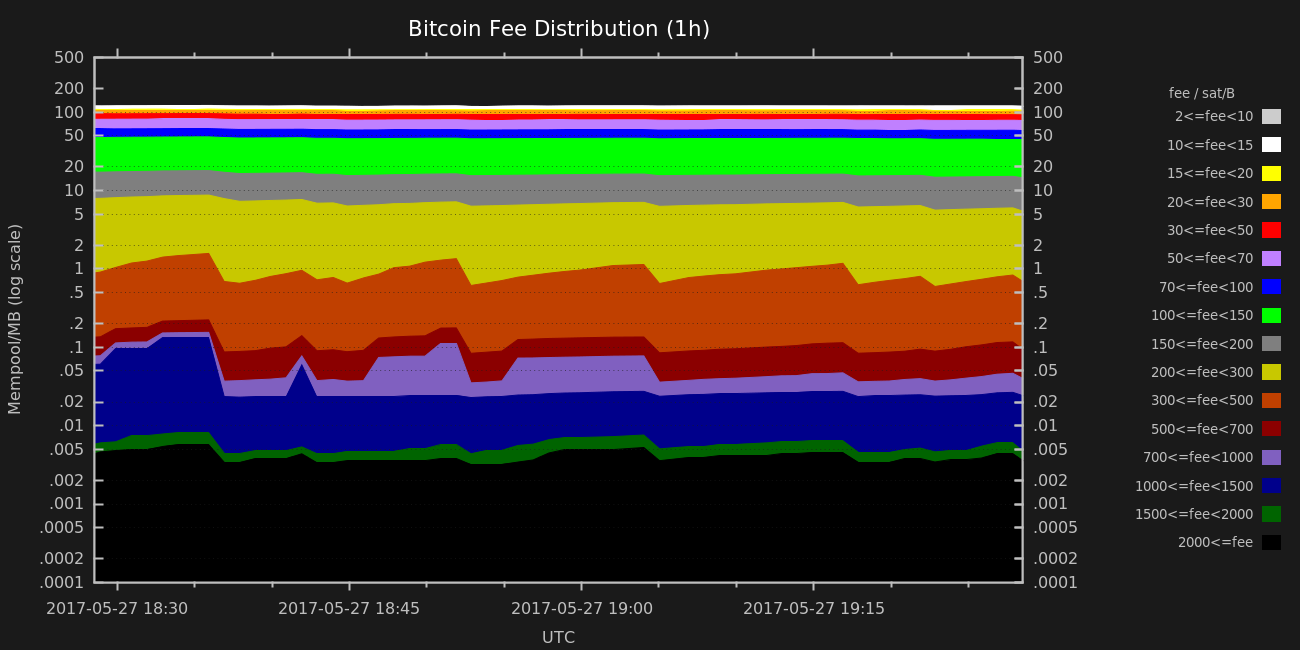 Bitcoin Fee Distribution (1h)
Mempool/MB (log scale)
500
200
100
50
20
10
5
2
1
.5
.2
.1
.05
.02
.01
.005
.002
.001
.0005
.0002
.0001
500
200
100
50
20
10
5
2
1
.5
.2
.1
.05
.02
.01
.005
.002
.001
.0005
.0002
.0001
2017-05-27 18:30 2017-05-27 18:45 2017-05-27 19:00 2017-05-27 19:15
UTC
fee / sat/B
2<=fee<10
10<=fee<15
15<=fee<20
20<=fee<30
30<=fee<50
50<=fee<70
70<=fee<100
100<=fee<150
150<=fee<200
200<=fee<300
300<=fee<500
500<=fee<700
700<=fee<1000
1000<=fee<1500
1500<=fee<2000
2000<=fee